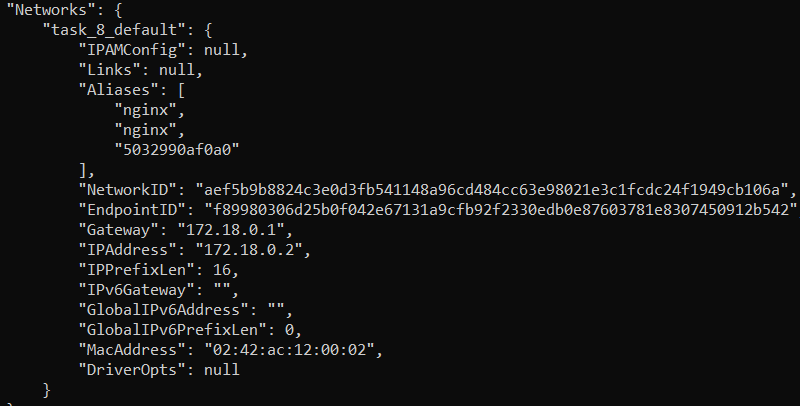 "Networks": {
    "task_8_default": {
        "IPAMConfig": null,
        "Links": null,
        "Aliases": [
            "nginx",
            "nginx",
            "5032990af0a0"
        ],
        "NetworkID": "aef5b9b8824c3e0d3fb541148a96cd484cc63e98021e3c1fcdc24f1949cb106a",
        "EndpointID": "f89980306d25b0f042e67131a9cfb92f2330edb0e87603781e8307450912b542"
        "Gateway": "172.18.0.1",
        "IPAddress": "172.18.0.2",
        "IPPrefixLen": 16,
        "IPv6Gateway": "",
        "GlobalIPv6Address": "",
        "GlobalIPv6PrefixLen": 0,
        "MacAddress": "02:42:ac:12:00:02",
        "DriverOpts": null
    }